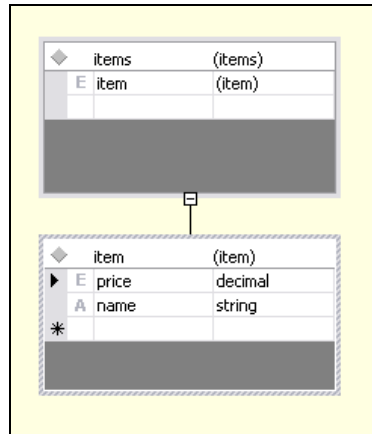 items (items)
E item (item)
item (item)
E price decimal
A name string